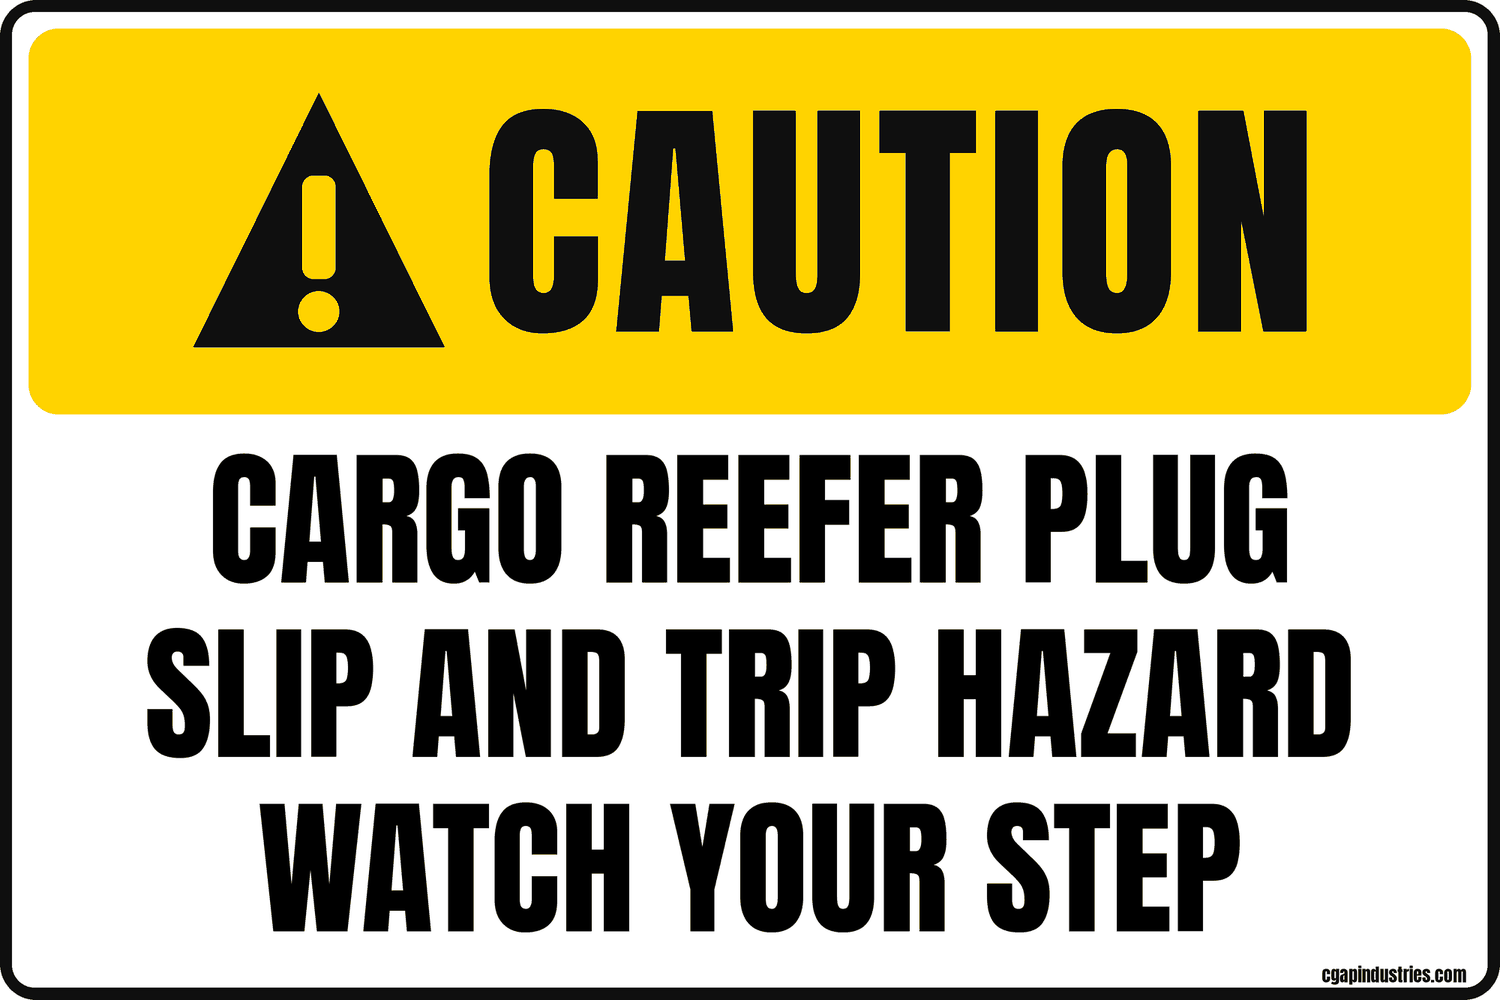 CAUTION
CARGO REEFER PLUG
SLIP AND TRIP HAZARD
WATCH YOUR STEP
cgapindustries.com